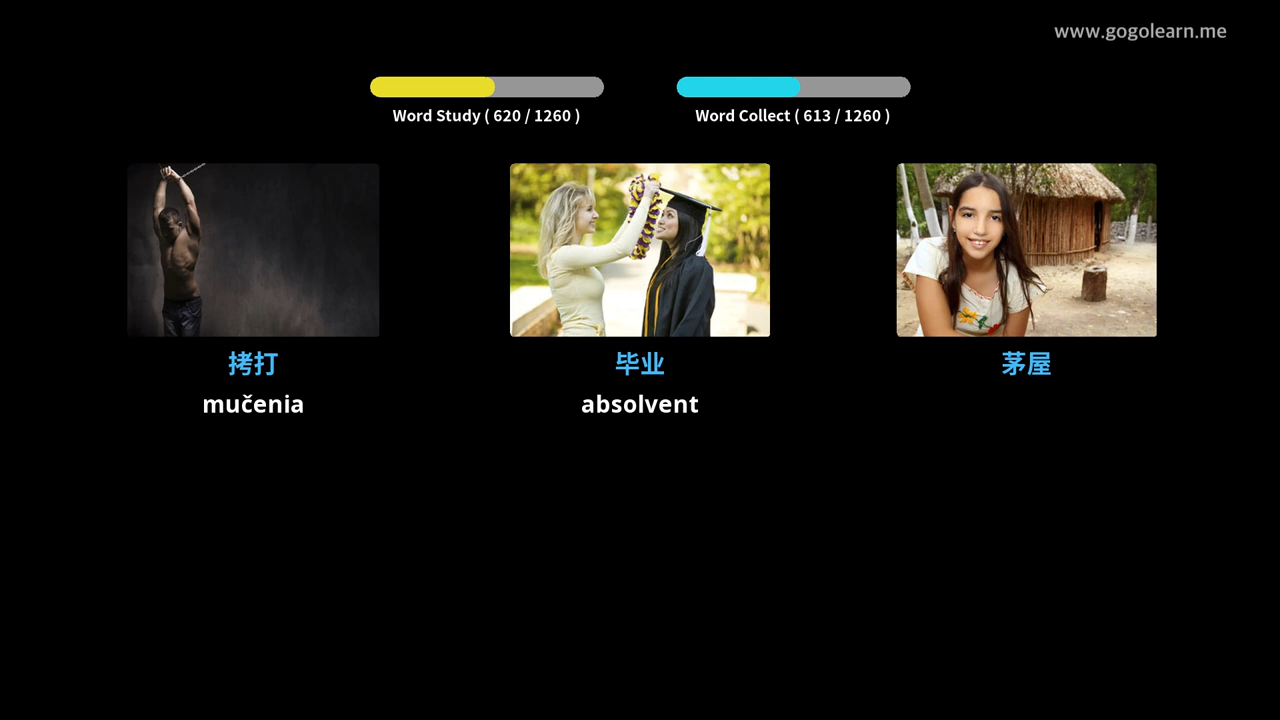 www.gogolearn.me
Word Study ( 620 / 1260 )
Word Collect ( 613 / 1260 )
拷打
毕业
茅屋
mučenia
absolvent